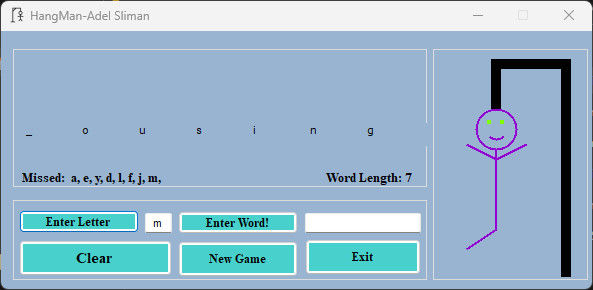 HangMan-Adel Sliman
_ o u s i n g
Missed: a, e, y, d, l, f, j, m, Word Length: 7
Enter Letter m Enter Word!
Clear New Game Exit